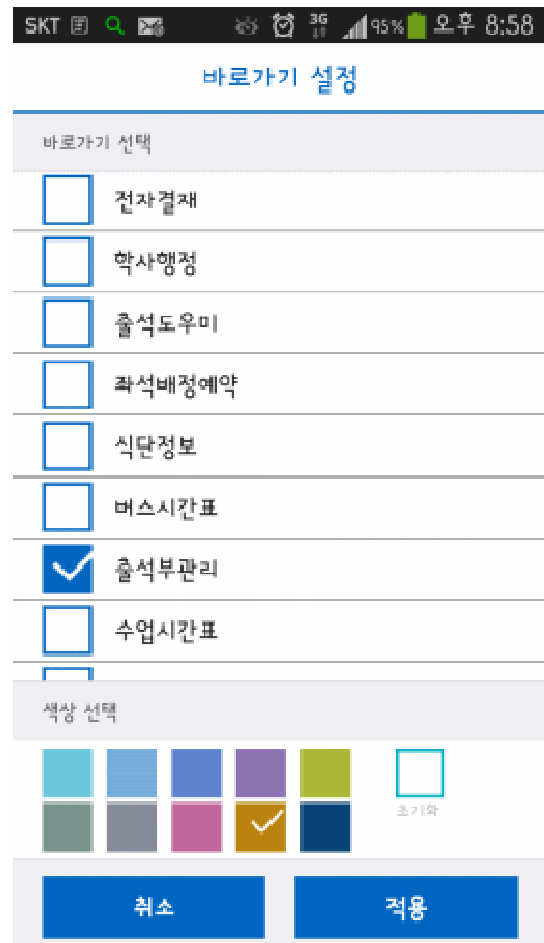 SKT 3G 95% 오후 8:58
바로가기 설정
바로가기 선택
전자결재
학사행정
출석도우미
좌석배정예약
식단정보
버스시간표
출석부관리
수업시간표
색상 선택
초기화
취소 적용